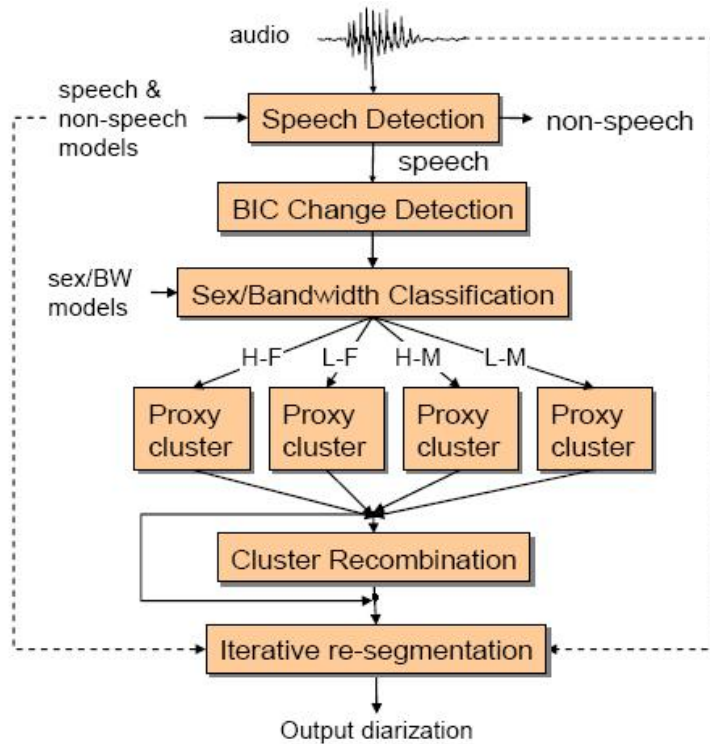 audio
speech &
non-speech
models
Speech Detection
non-speech
speech
BIC Change Detection
sex/BW
models
Sex/Bandwidth Classification
H-F
L-F
H-M
L-M
Proxy
cluster
Proxy
cluster
Proxy
cluster
Proxy
cluster
Cluster Recombination
Iterative re-segmentation
Output diarization